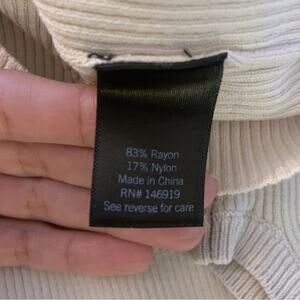 83% Rayon
17% Nylon
Made in China
RN# 146919
See reverse for care